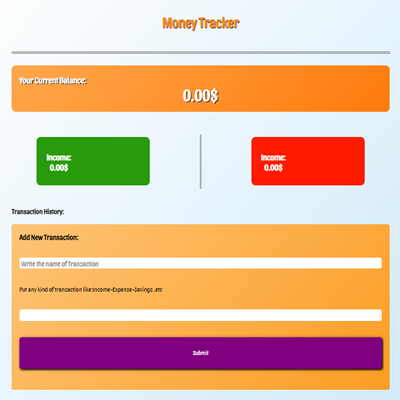 Money Tracker
Your Current Balance:
0.00$
Income:
0.00$
Income:
0.00$
Transaction History:
Add New Transaction:
Write the name of Transaction
Put any kind of transaction like:Income-Expense-Savings..etc
Submit